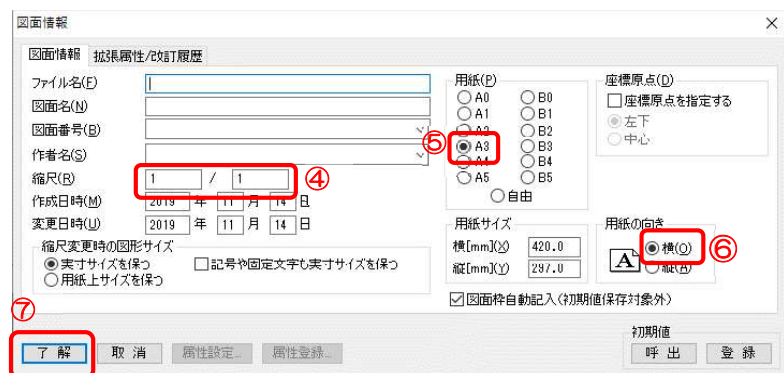 図面情報
図面情報 拡張属性/改訂履歴
ファイル名(F)
図面名(N)
図面番号(B)
作者名(S)
縮尺(R) 1 / 1 ④
作成日時(M) 2019 年 11 月 14 日
変更日時(U) 2019 年 11 月 14 日
縮尺変更時の図形サイズ
実寸サイズを保つ 記号や固定文字も実寸サイズを保つ
用紙上サイズを保つ
用紙(P)
A0 B0
A1 B1
A2 B2
⑤ A3 B3
A4 B4
A5 B5
自由
座標原点(D)
座標原点を指定する
左下
中心
用紙サイズ
横[mm](X) 420.0
縦[mm](Y) 297.0
用紙の向き
A 横(O) ⑥
縦(A)
図面枠自動記入(初期値保存対象外)
⑦
了解 取消 属性設定... 属性登録...
初期値
呼出 登録